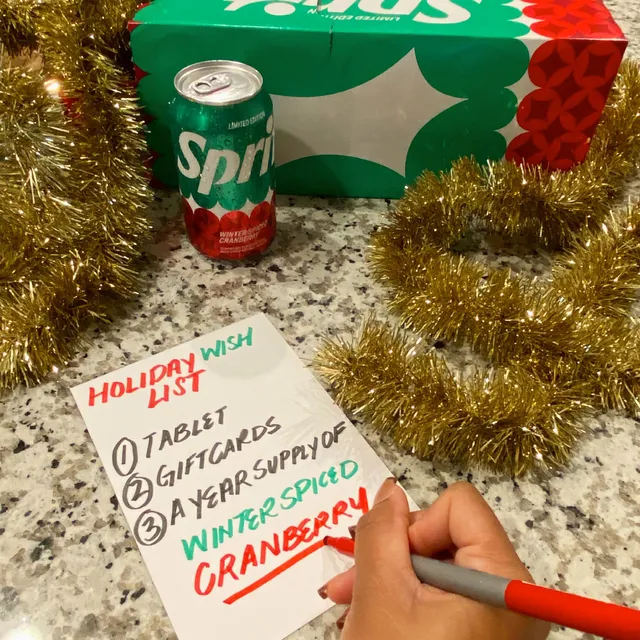 Sprite
LIMITED EDITION
LIMITED EDITION
Spri
WINTER SPICED
CRANBERRY
HOLIDAY WISH
LIST
1 TABLET
2 GIFTCARDS
3 A YEAR SUPPLY OF
WINTER SPICED
CRANBERRY